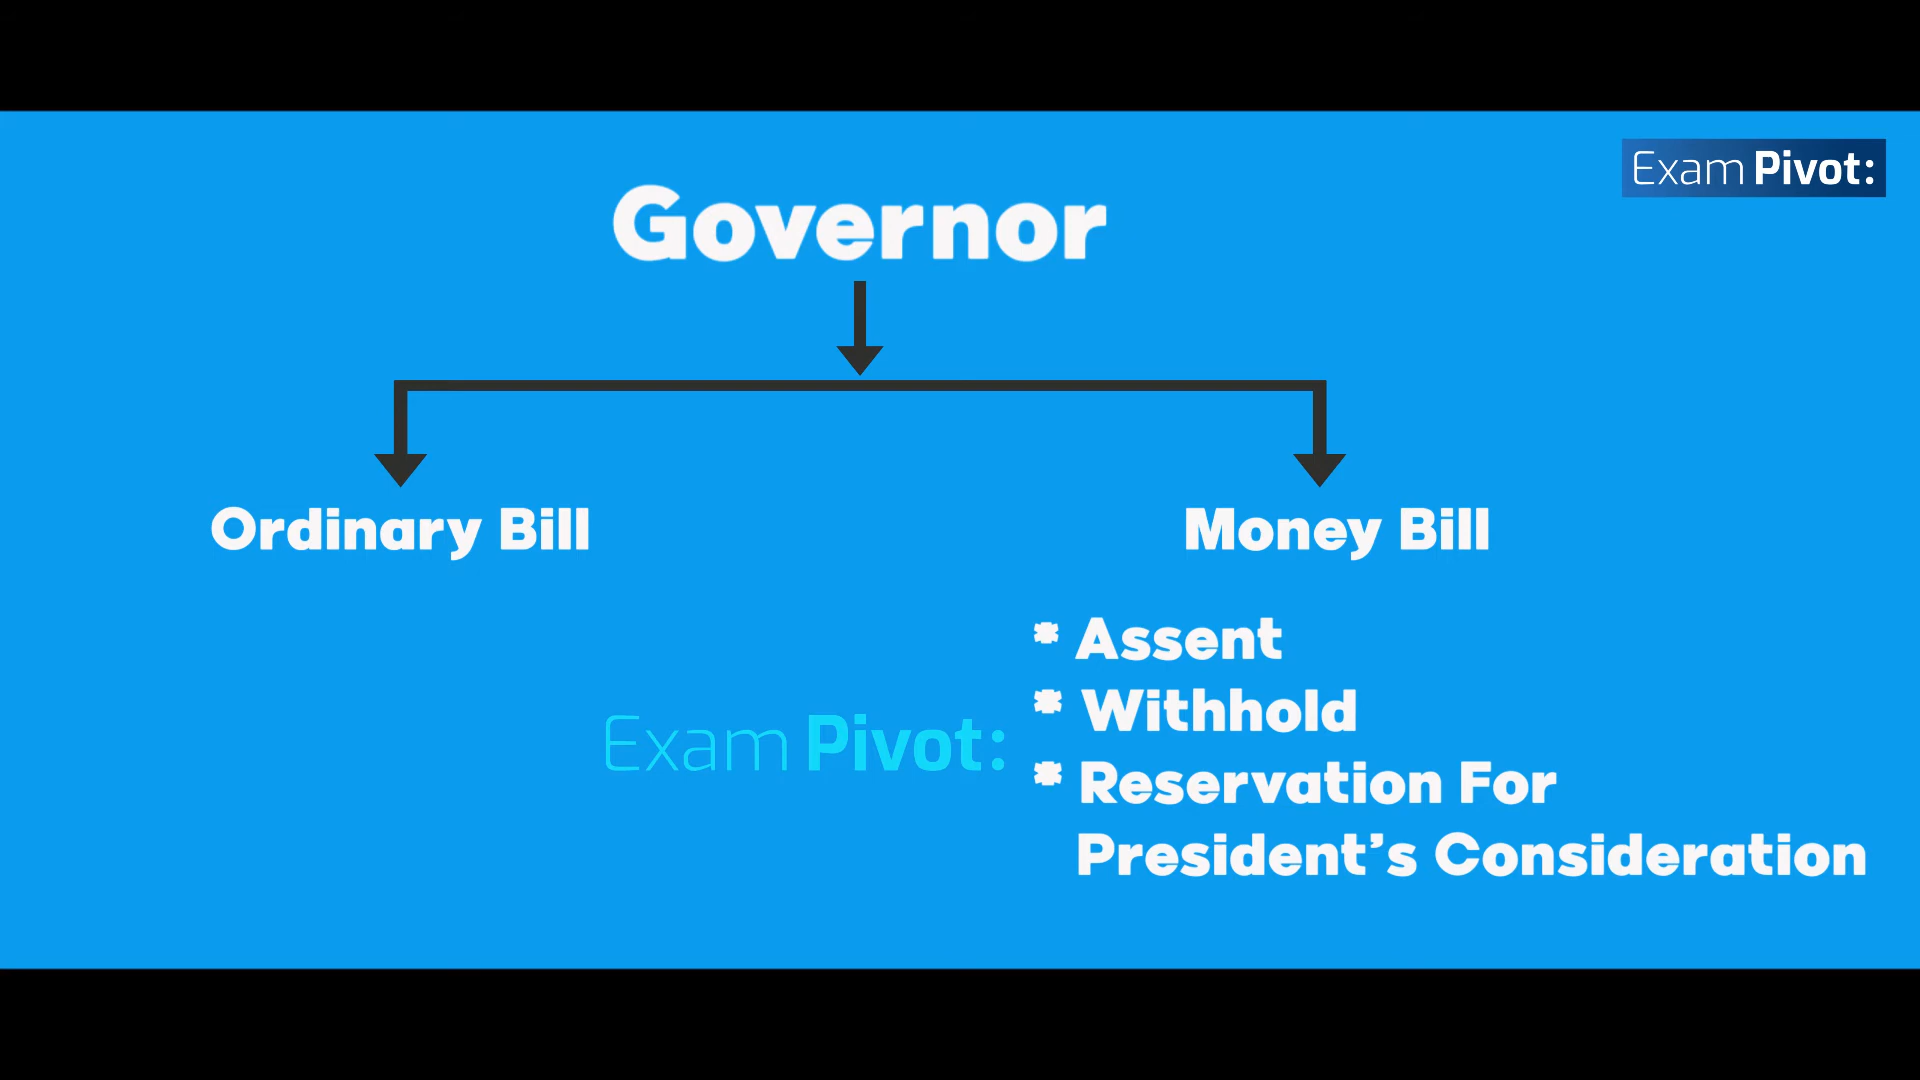 Exam Pivot:
Governor
Ordinary Bill
Money Bill
* Assent
* Withhold
* Reservation For
President's Consideration
Exam Pivot: